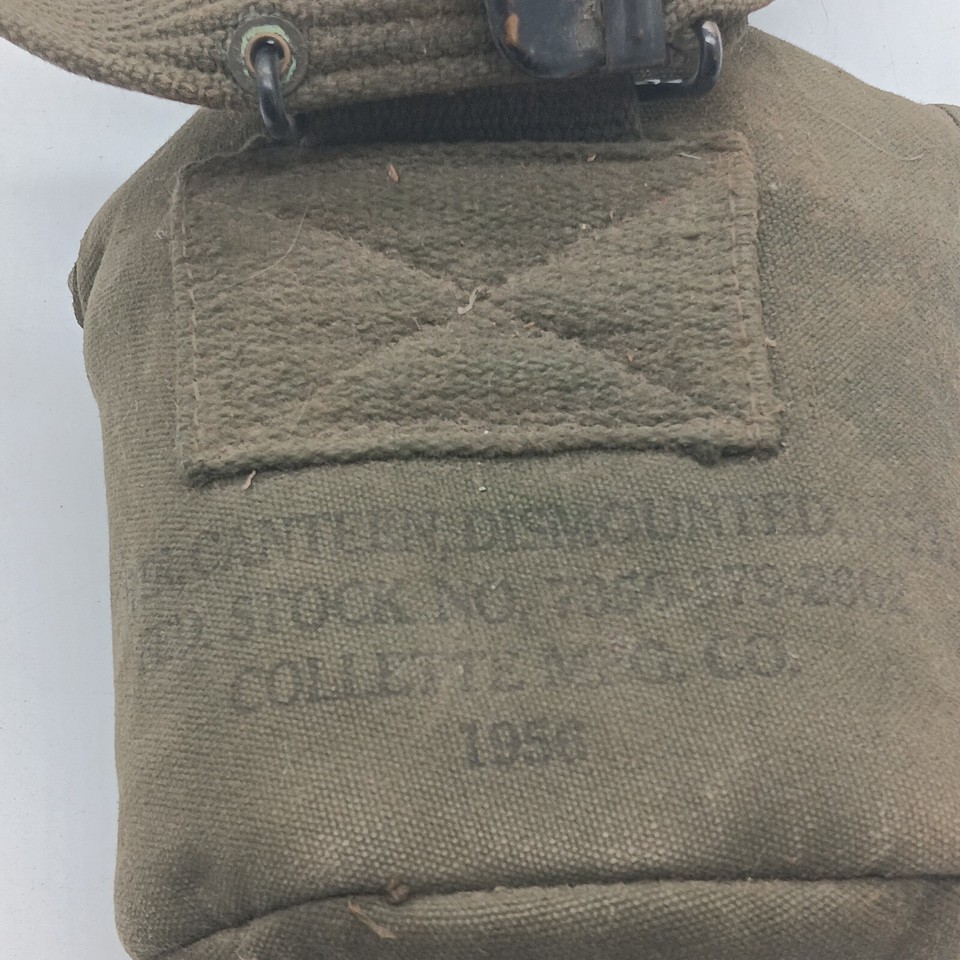 CANTEEN, DISMOUNTED,
STOCK NO.
COLLETTE MFG. CO.
1956